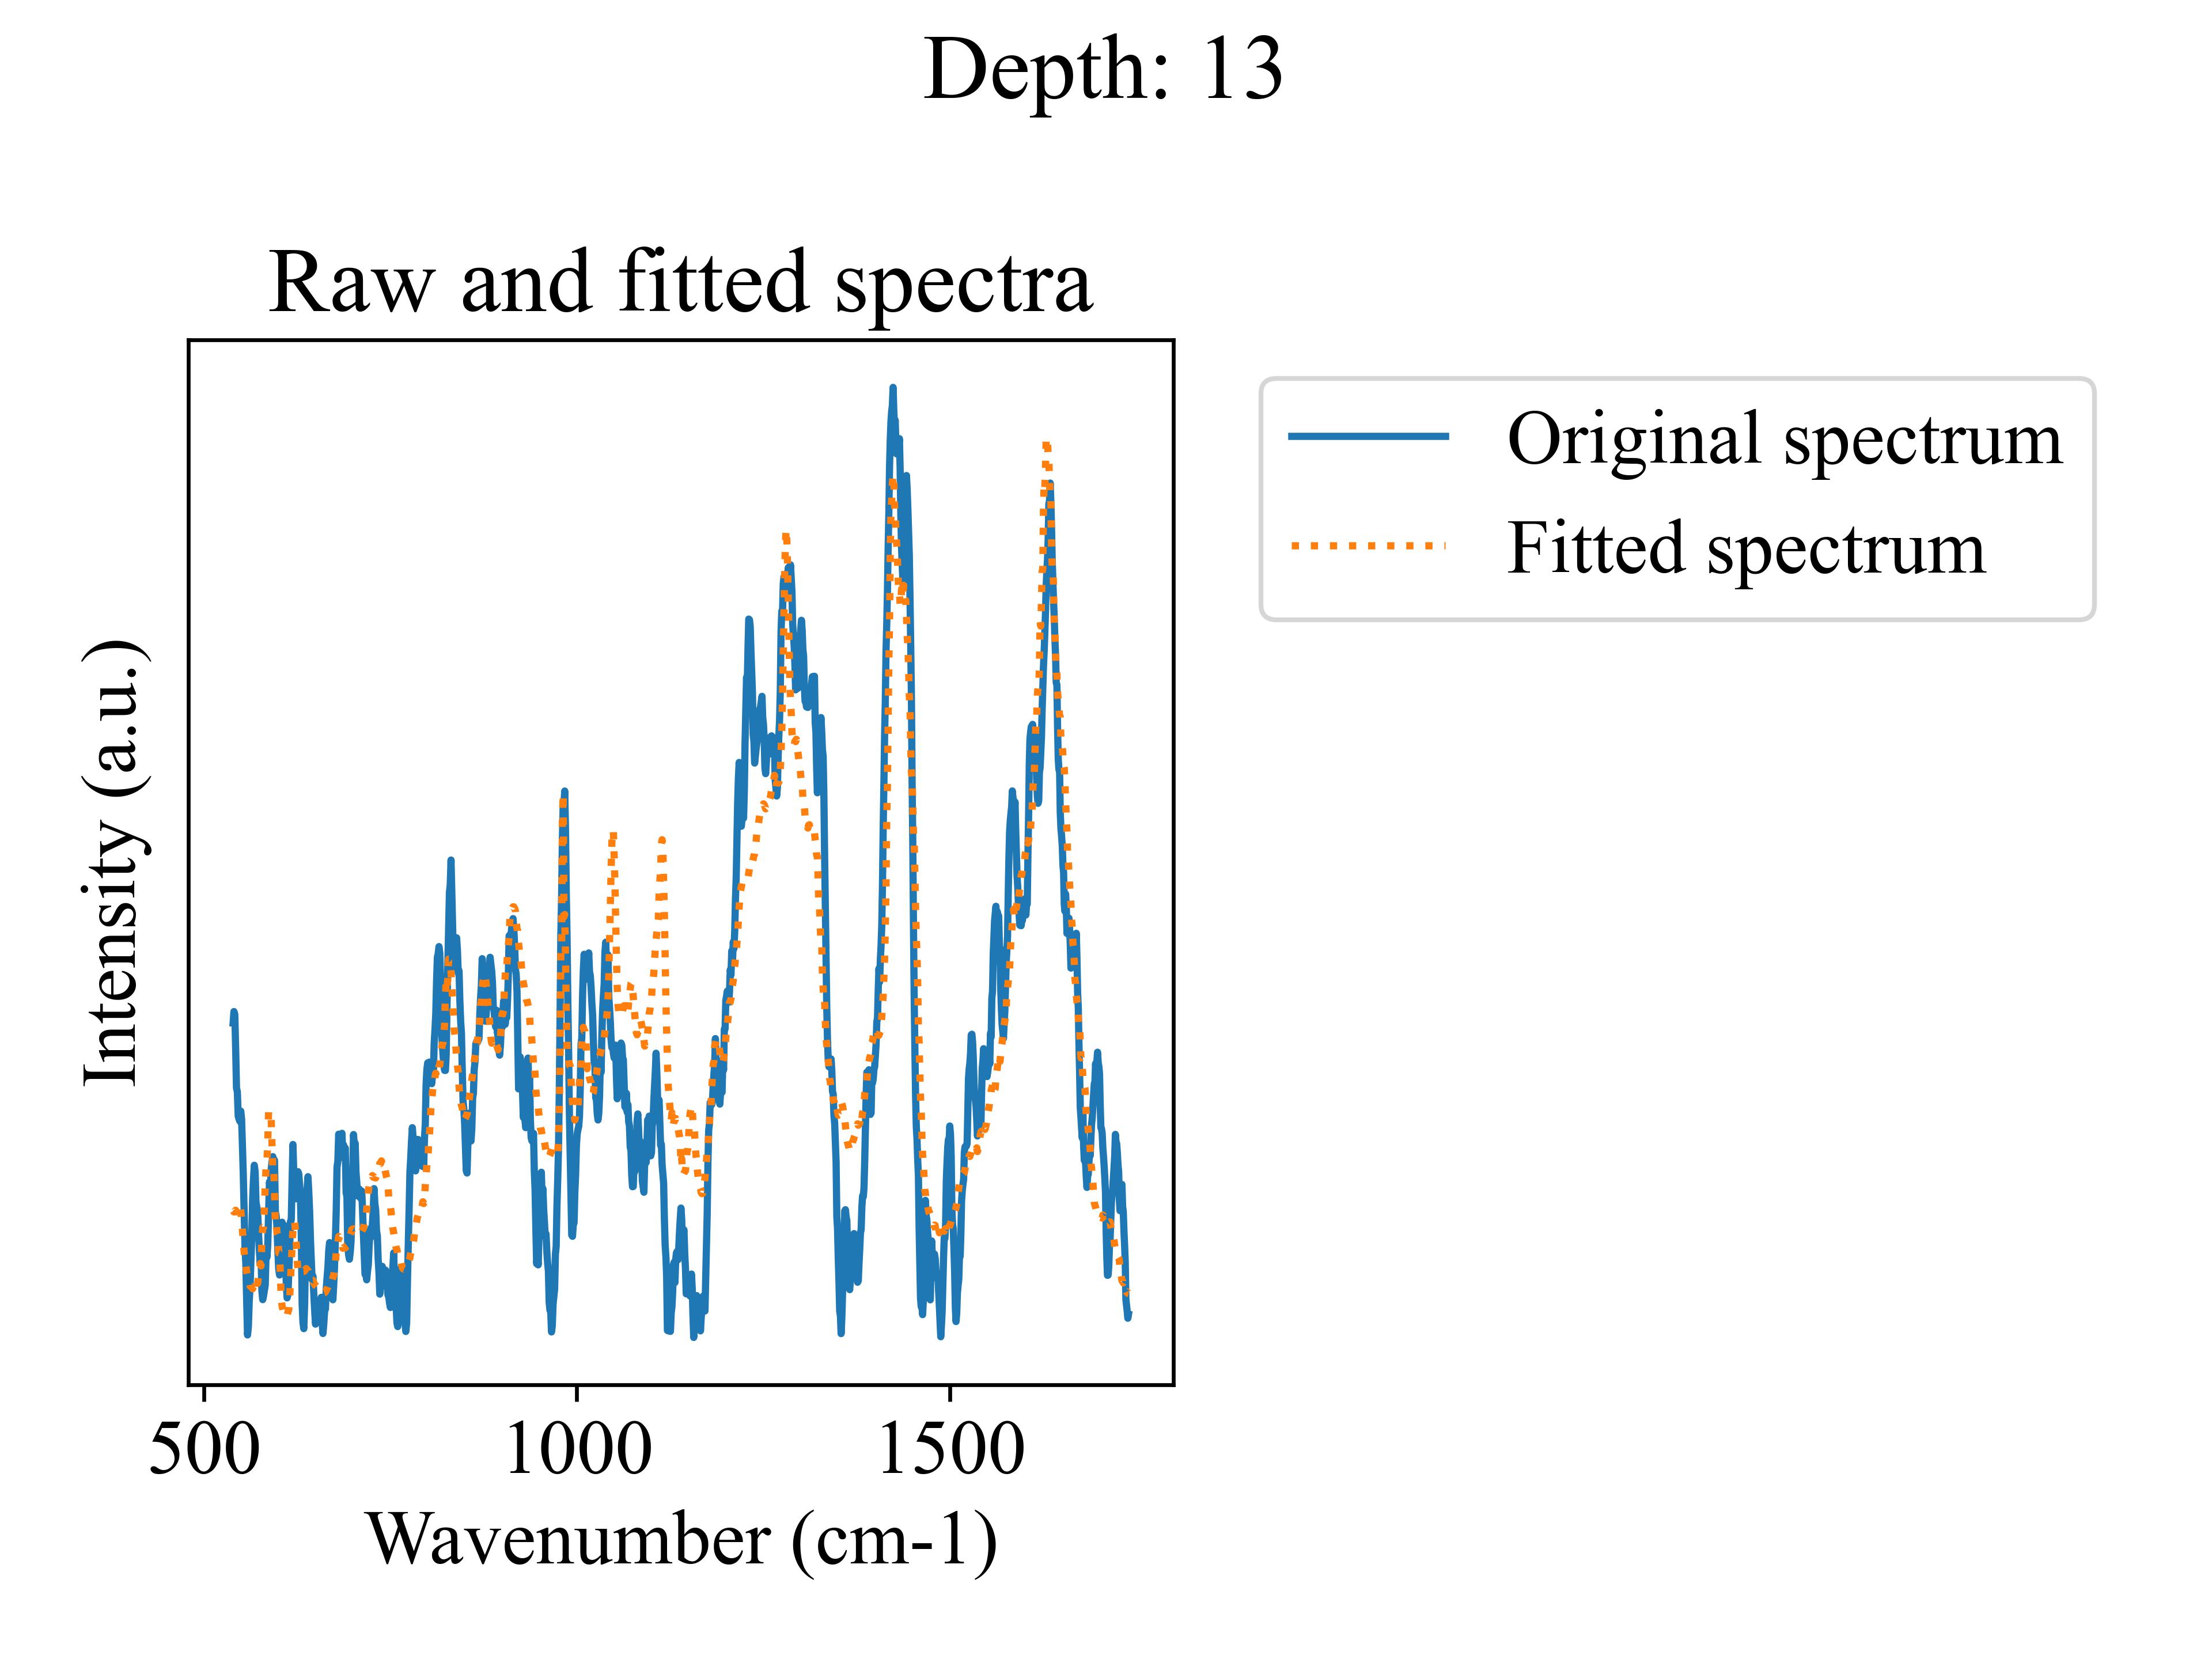 Depth: 13
Raw and fitted spectra
Original spectrum
Fitted spectrum
Intensity (a.u.)
500 1000 1500
Wavenumber (cm-1)